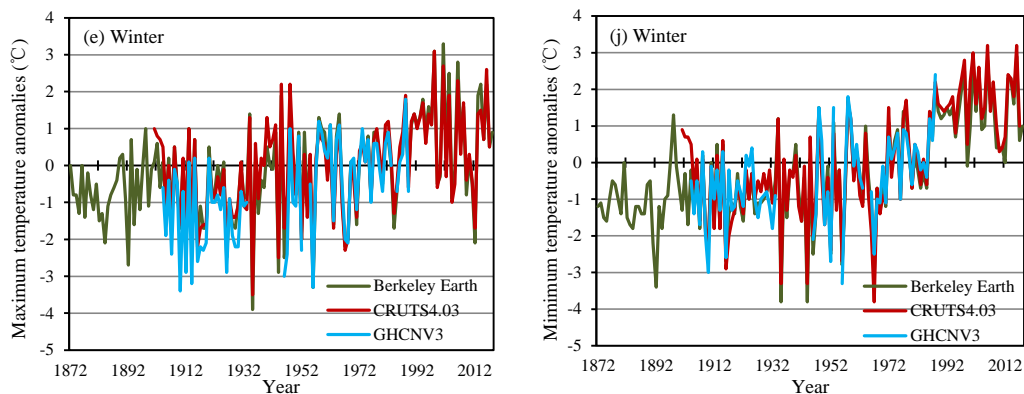 (e) Winter
Maximum temperature anomalies (℃)
4
3
2
1
0
-1
-2
-3
-4
-5
Berkeley Earth
CRUTS4.03
GHCNV3
1872 1892 1912 1932 1952 1972 1992 2012
Year
(j) Winter
Minimum temperature anomalies (℃)
4
3
2
1
0
-1
-2
-3
-4
-5
Berkeley Earth
CRUTS4.03
GHCNV3
1872 1892 1912 1932 1952 1972 1992 2012
Year